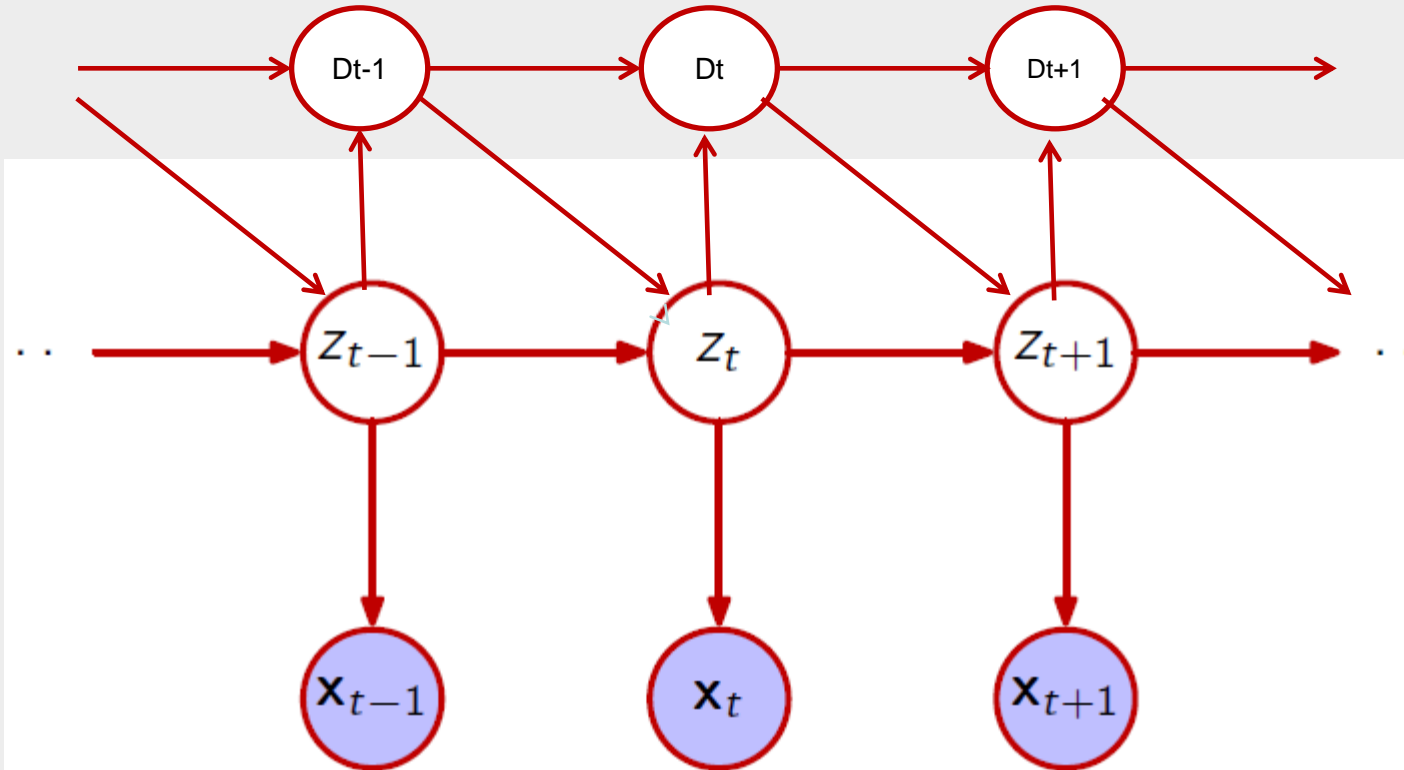 Dt-1 Dt Dt+1
. . z_{t−1} z_t z_{t+1} .
x_{t−1} x_t x_{t+1}